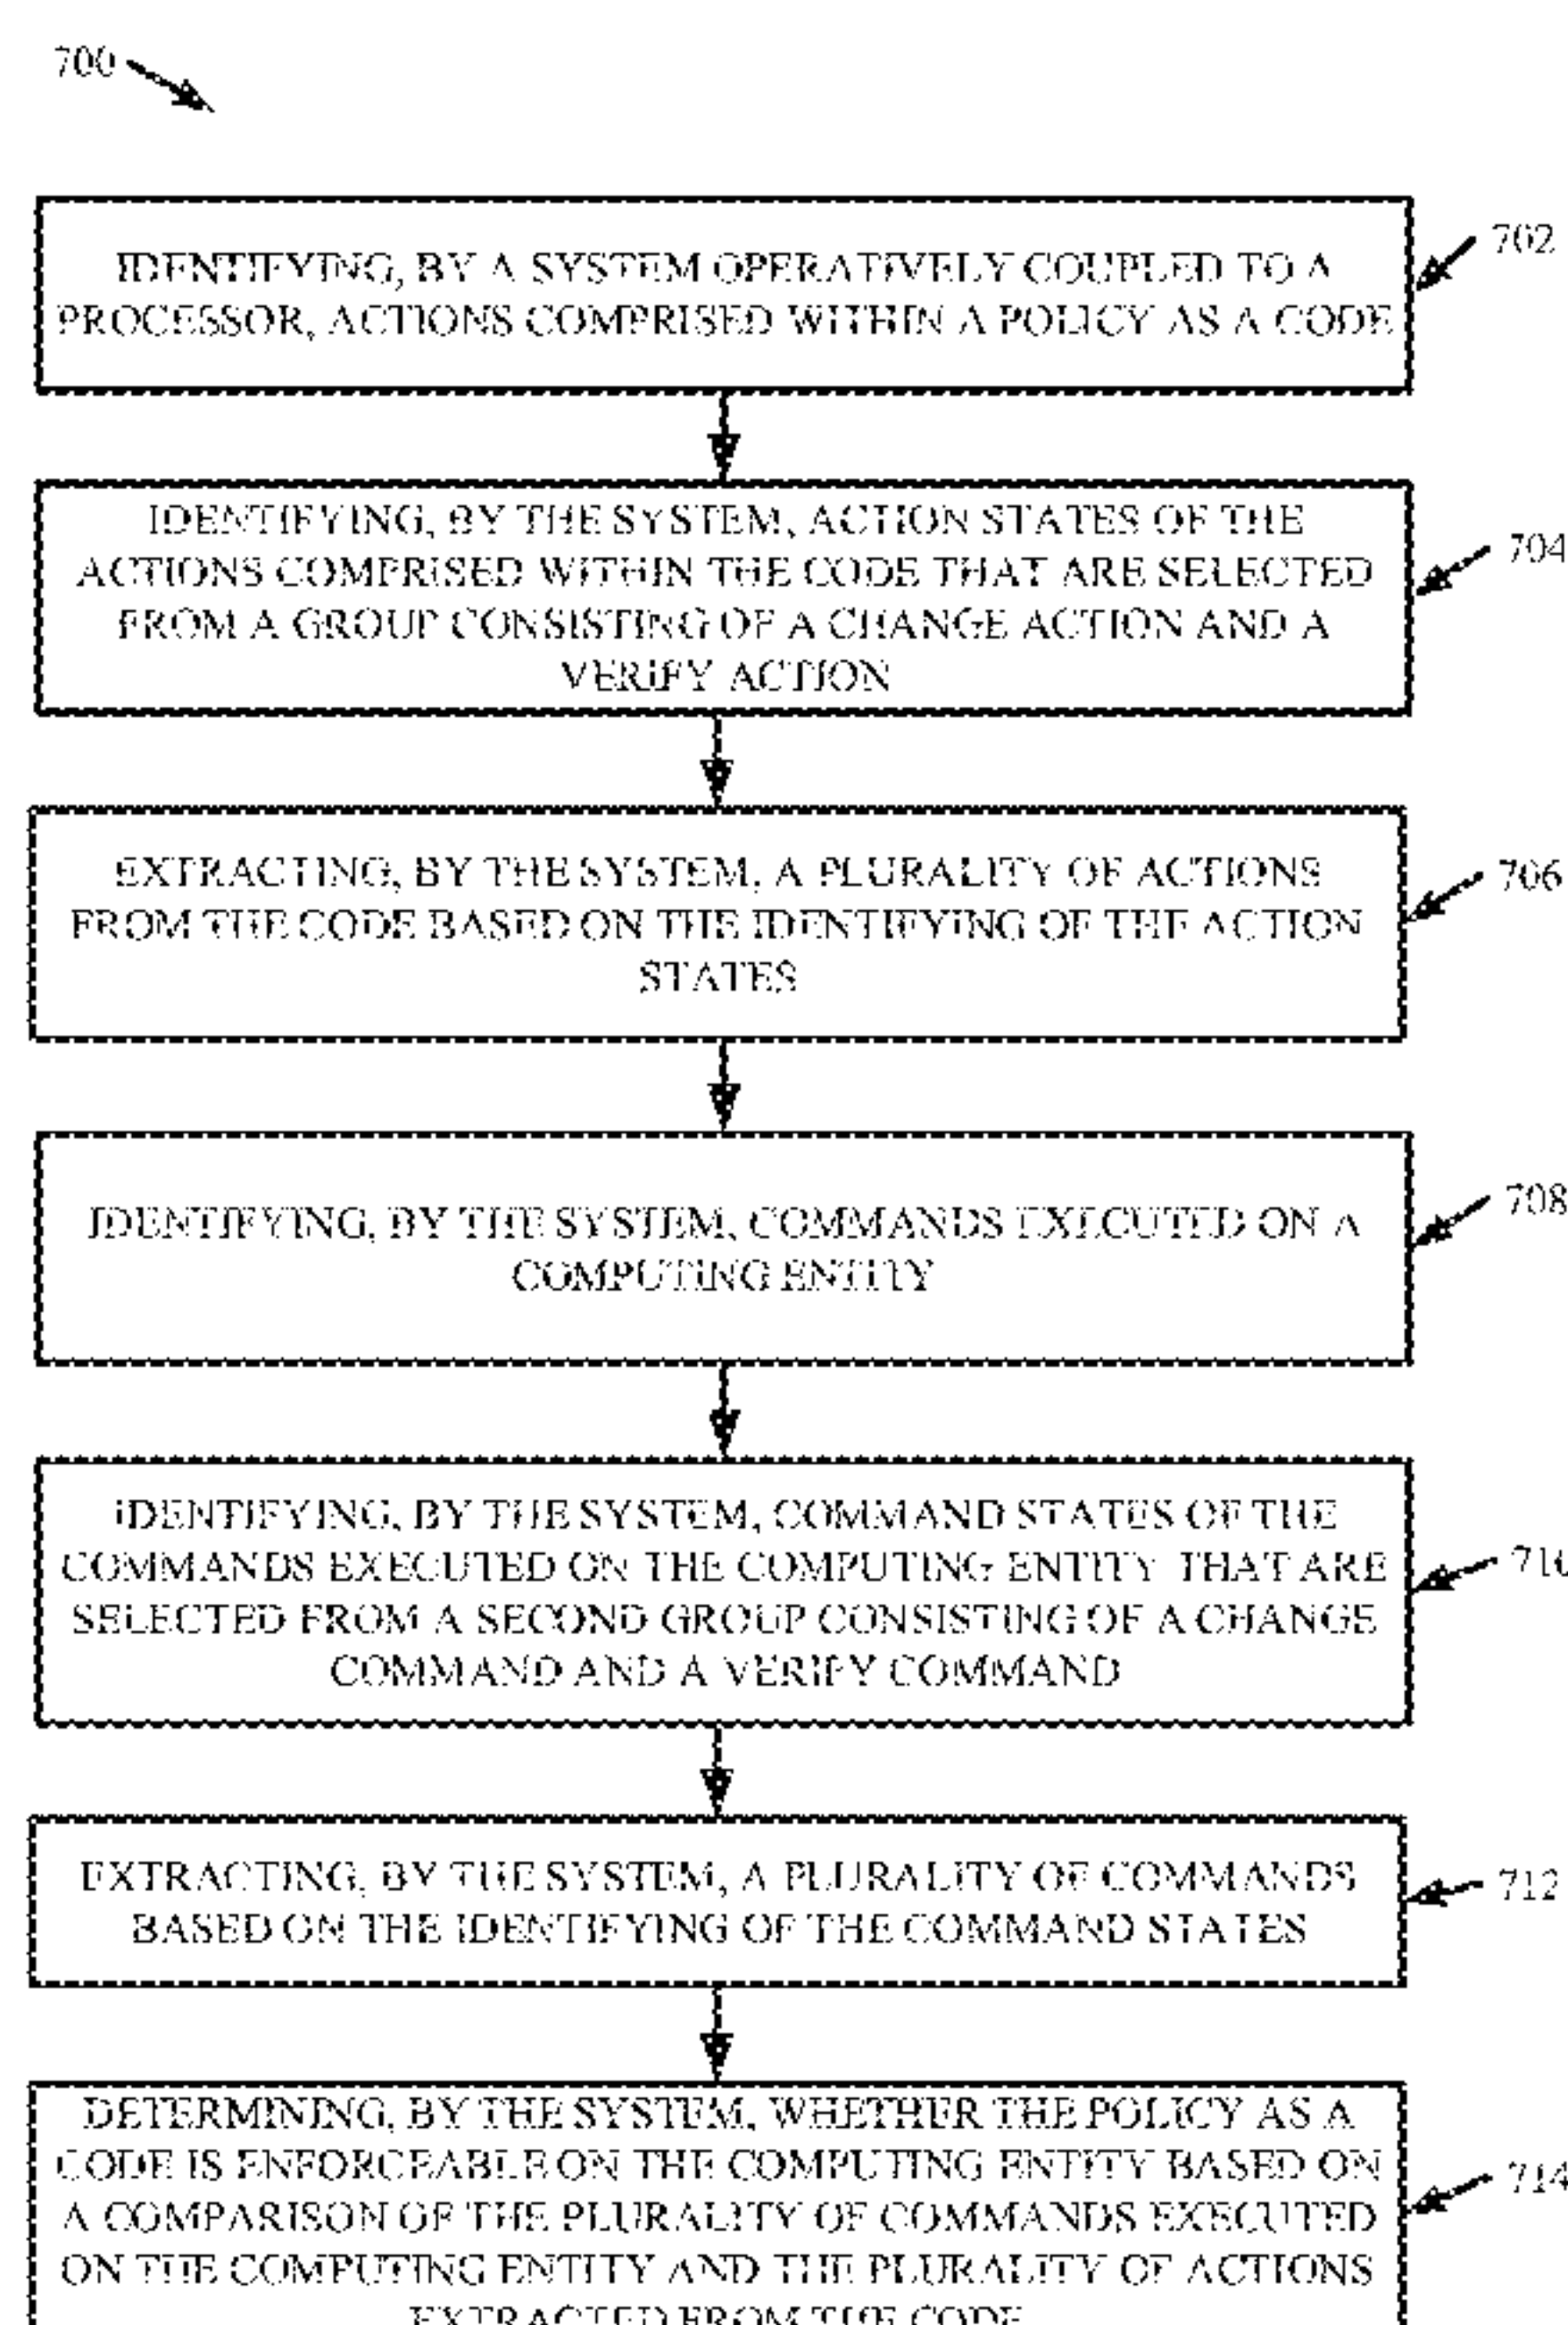 700
IDENTIFYING, BY A SYSTEM OPERATIVELY COUPLED TO A
PROCESSOR, ACTIONS COMPRISED WITHIN A POLICY AS A CODE
702
IDENTIFYING, BY THE SYSTEM, ACTION STATES OF THE
ACTIONS COMPRISED WITHIN THE CODE THAT ARE SELECTED
FROM A GROUP CONSISTING OF A CHANGE ACTION AND A
VERIFY ACTION
704
EXTRACTING, BY THE SYSTEM, A PLURALITY OF ACTIONS
FROM THE CODE BASED ON THE IDENTIFYING OF THE ACTION
STATES
706
IDENTIFYING, BY THE SYSTEM, COMMANDS EXECUTED ON A
COMPUTING ENTITY
708
IDENTIFYING, BY THE SYSTEM, COMMAND STATES OF THE
COMMANDS EXECUTED ON THE COMPUTING ENTITY THAT ARE
SELECTED FROM A SECOND GROUP CONSISTING OF A CHANGE
COMMAND AND A VERIFY COMMAND
710
EXTRACTING, BY THE SYSTEM, A PLURALITY OF COMMANDS
BASED ON THE IDENTIFYING OF THE COMMAND STATES
712
DETERMINING, BY THE SYSTEM, WHETHER THE POLICY AS A
CODE IS ENFORCEABLE ON THE COMPUTING ENTITY BASED ON
A COMPARISON OF THE PLURALITY OF COMMANDS EXECUTED
ON THE COMPUTING ENTITY AND THE PLURALITY OF ACTIONS
EXTRACTED FROM THE CODE
714